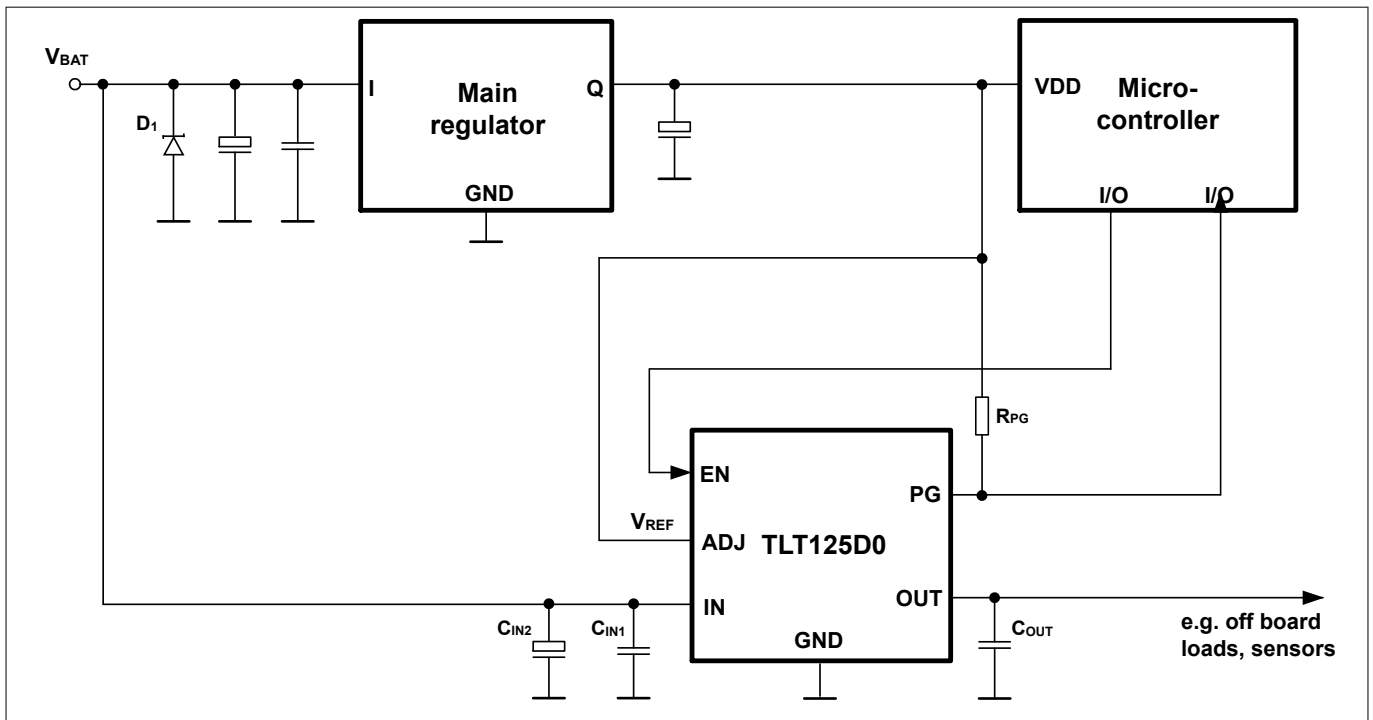 VBAT
D1
I
Main
regulator
Q
GND
VDD
Micro-
controller
I/O
I/O
RPG
EN
VREF
ADJ
TLT125D0
PG
IN
OUT
GND
CIN2
CIN1
COUT
e.g. off board
loads, sensors